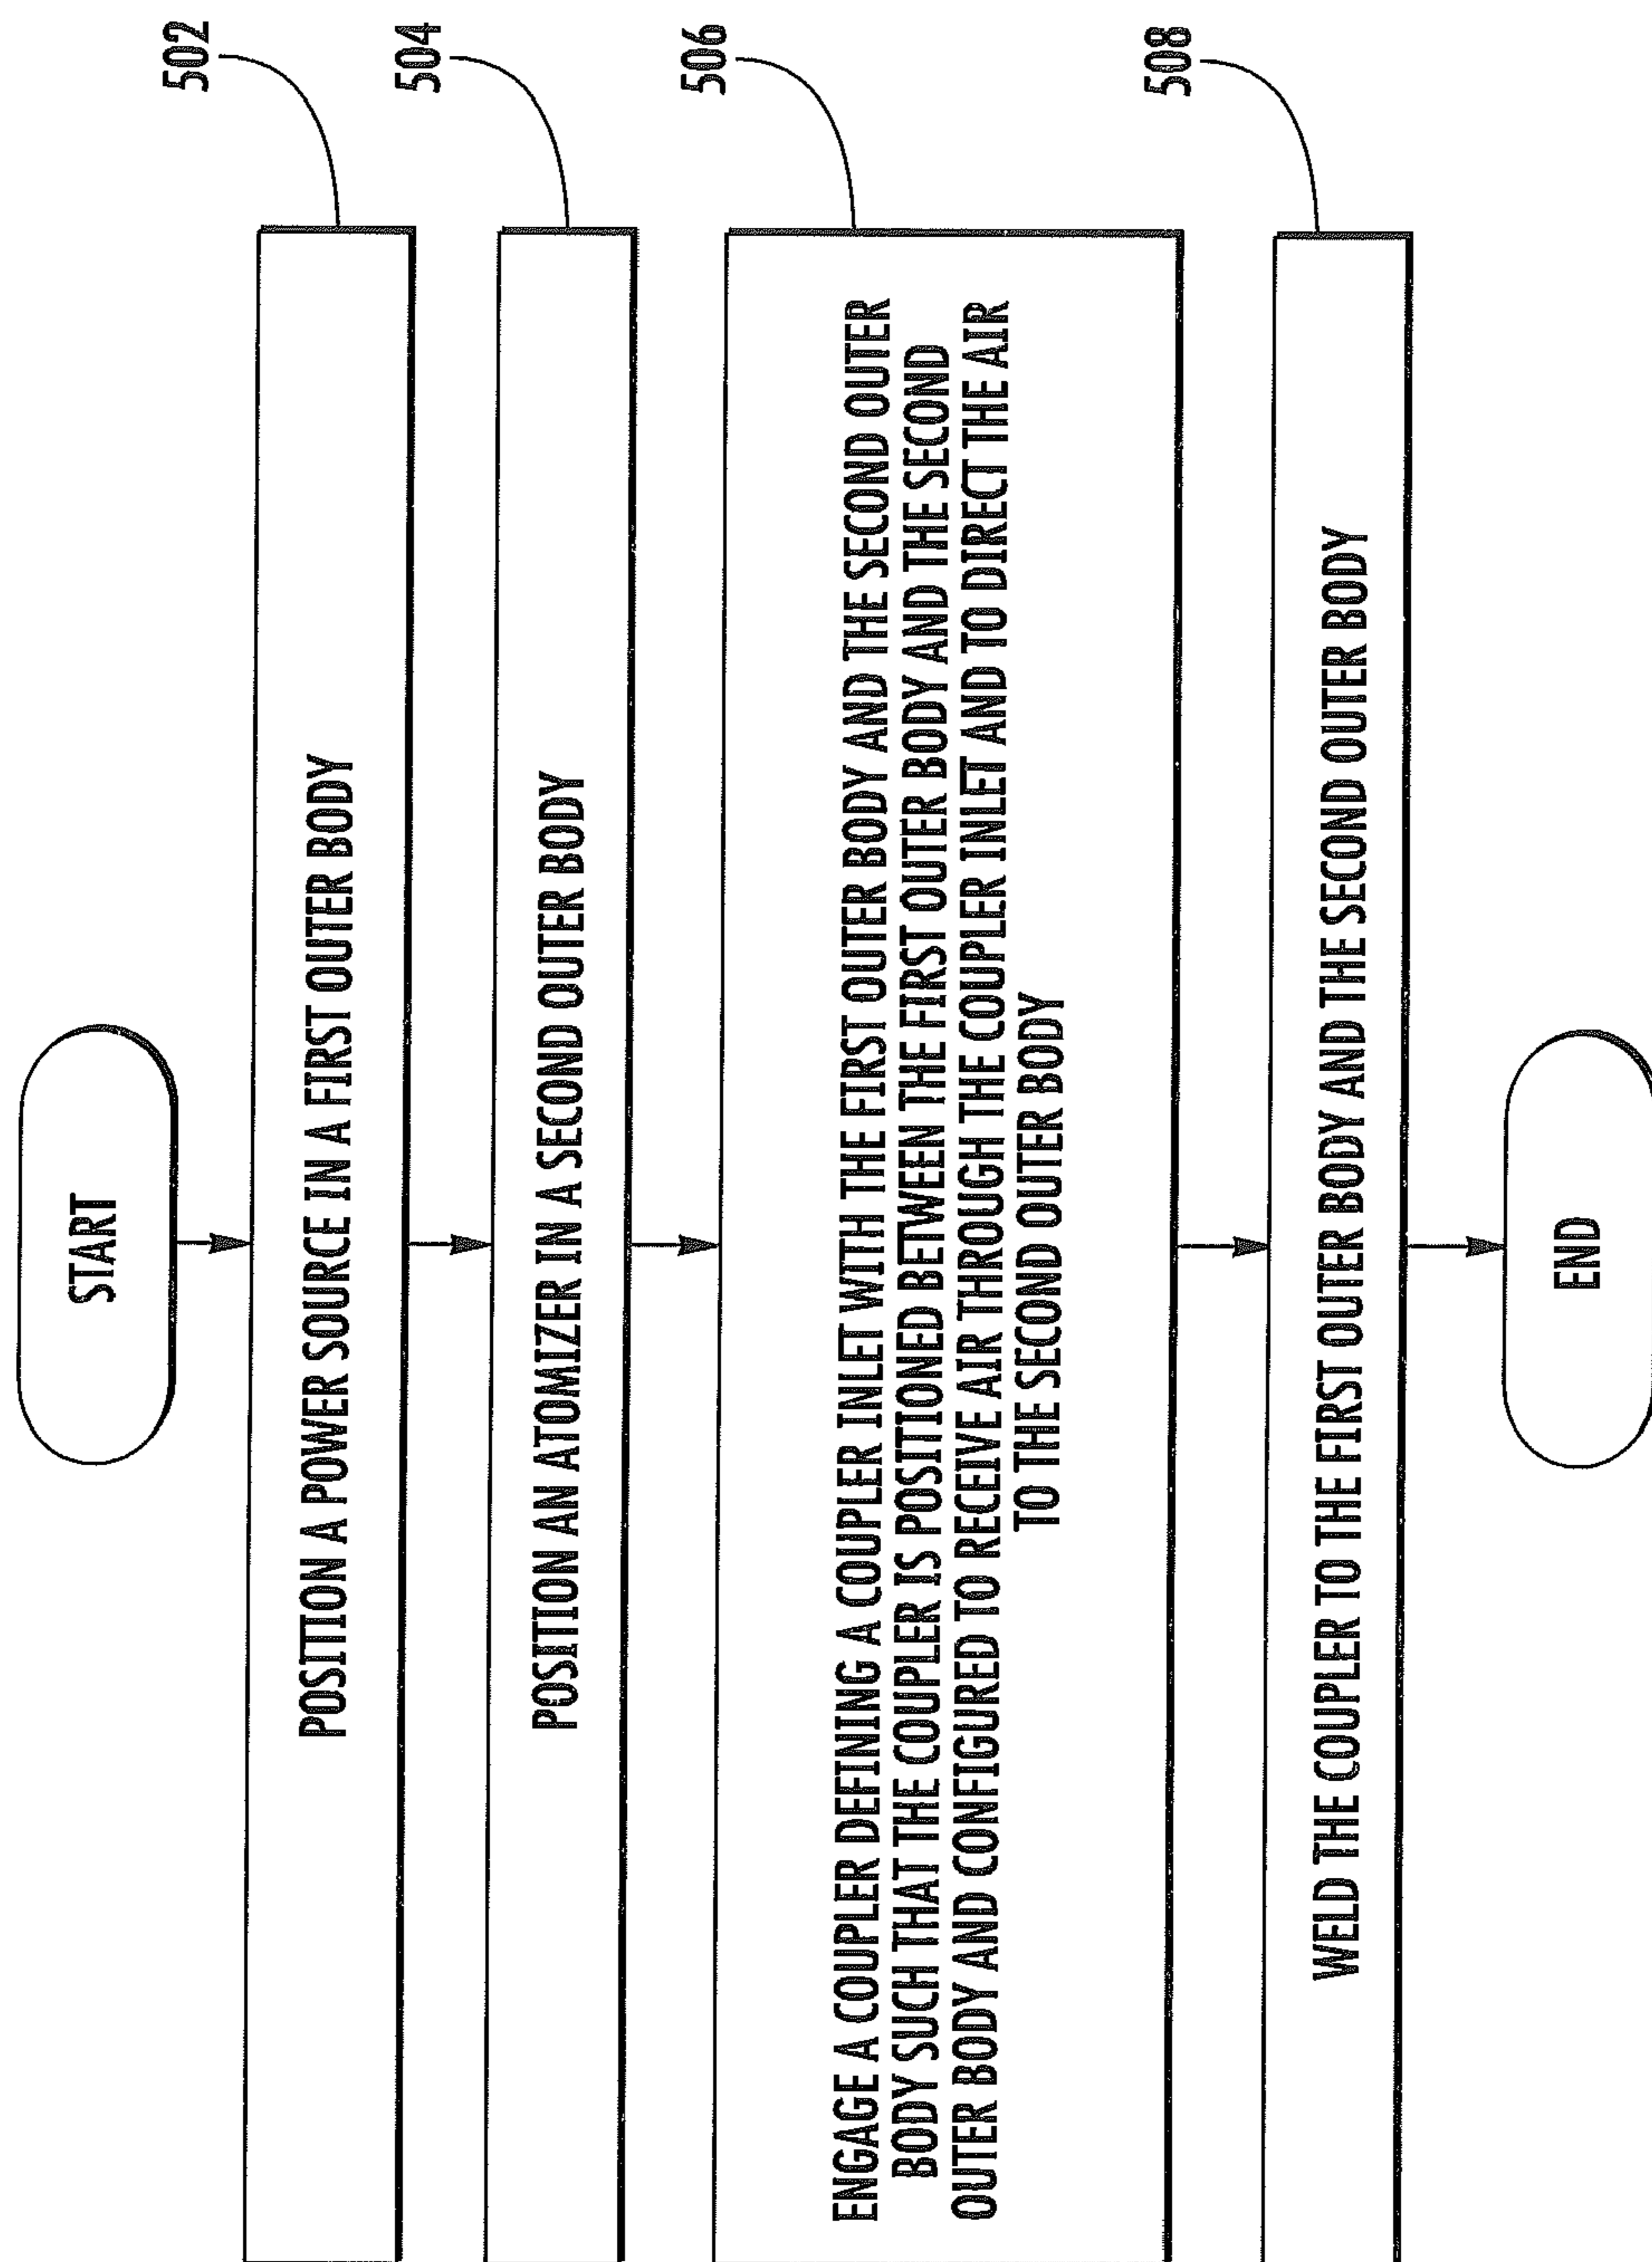 START
502
POSITION A POWER SOURCE IN A FIRST OUTER BODY
504
POSITION AN ATOMIZER IN A SECOND OUTER BODY
506
ENGAGE A COUPLER DEFINING A COUPLER INLET WITH THE FIRST OUTER BODY AND THE SECOND OUTER
BODY SUCH THAT THE COUPLER IS POSITIONED BETWEEN THE FIRST OUTER BODY AND THE SECOND
OUTER BODY AND CONFIGURED TO RECEIVE AIR THROUGH THE COUPLER INLET AND TO DIRECT THE AIR
TO THE SECOND OUTER BODY
508
WELD THE COUPLER TO THE FIRST OUTER BODY AND THE SECOND OUTER BODY
END